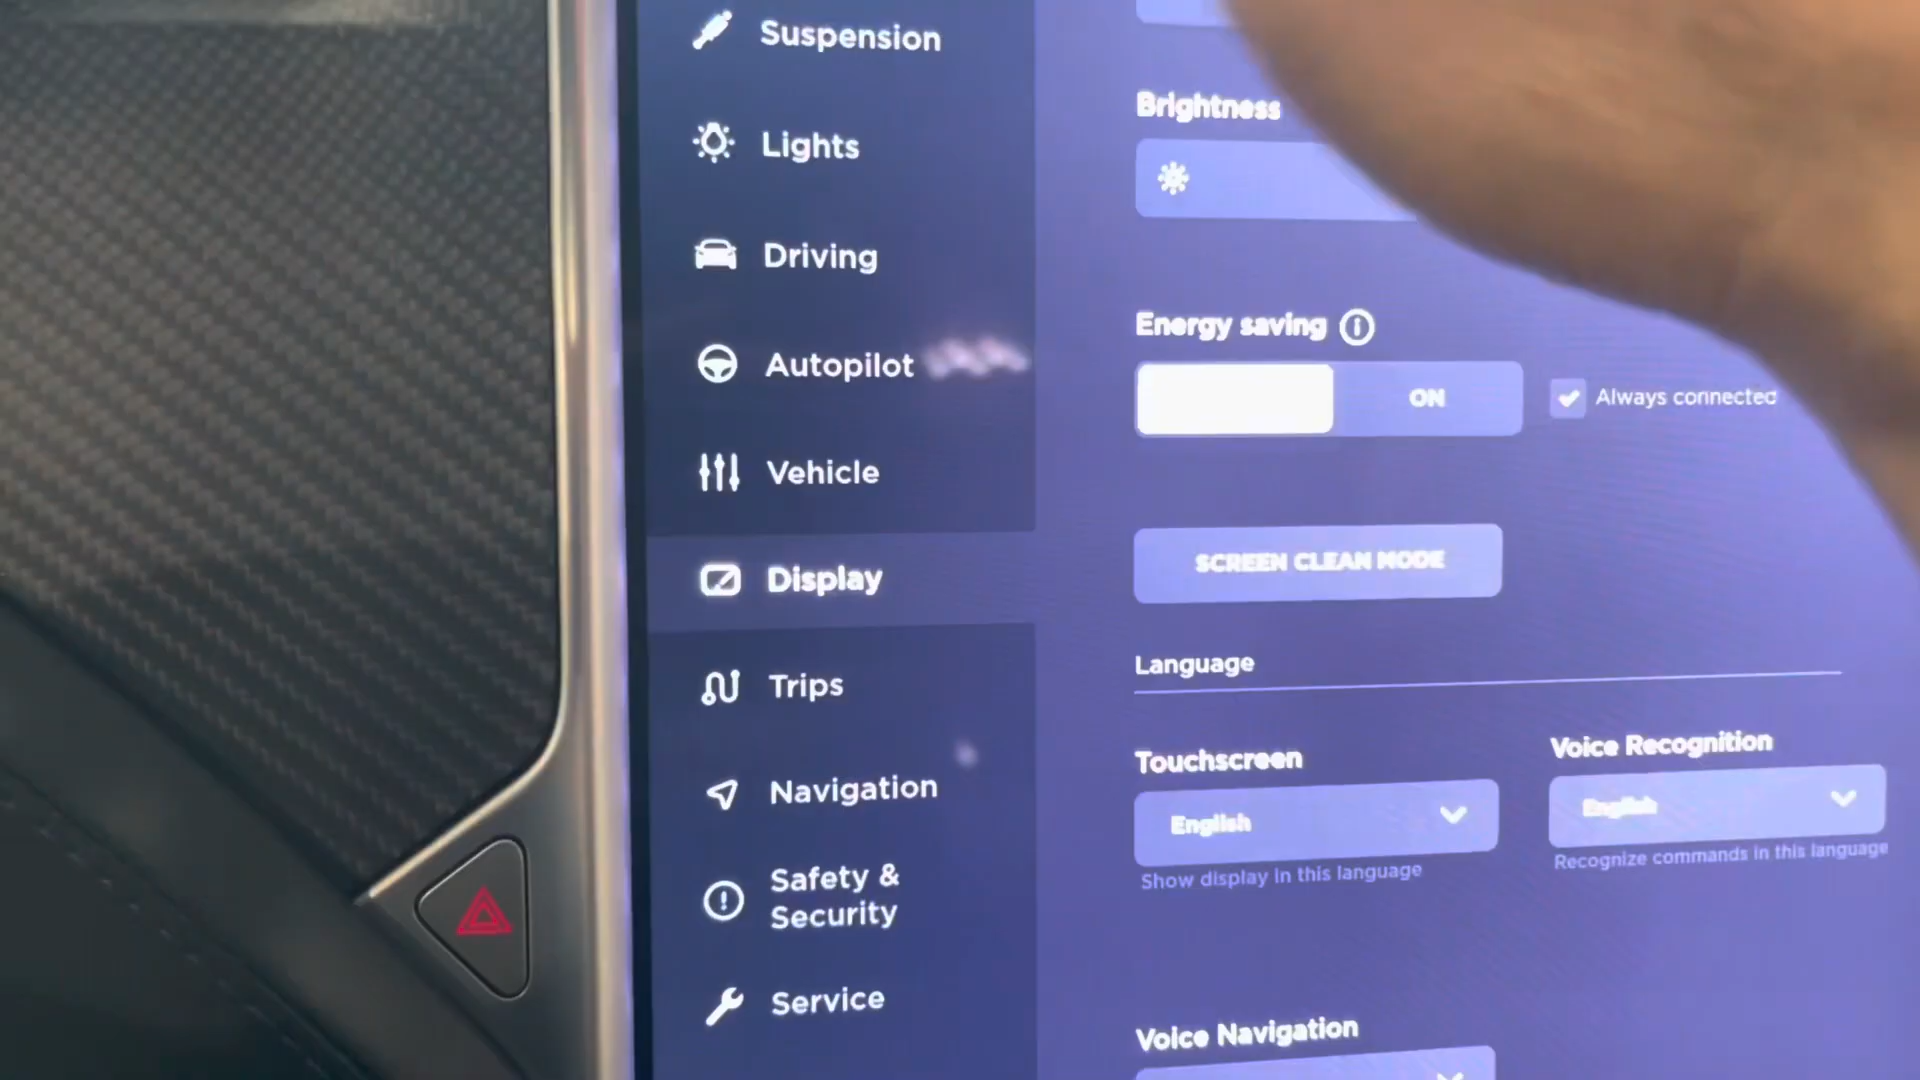 Suspension
Lights
Driving
Autopilot
Vehicle
Display
Trips
Navigation
Safety &
Security
Service
Brightness
Energy saving
ON
Always connected
SCREEN CLEAN MODE
Language
Touchscreen
English
Show display in this language
Voice Recognition
English
Recognize commands in this language
Voice Navigation